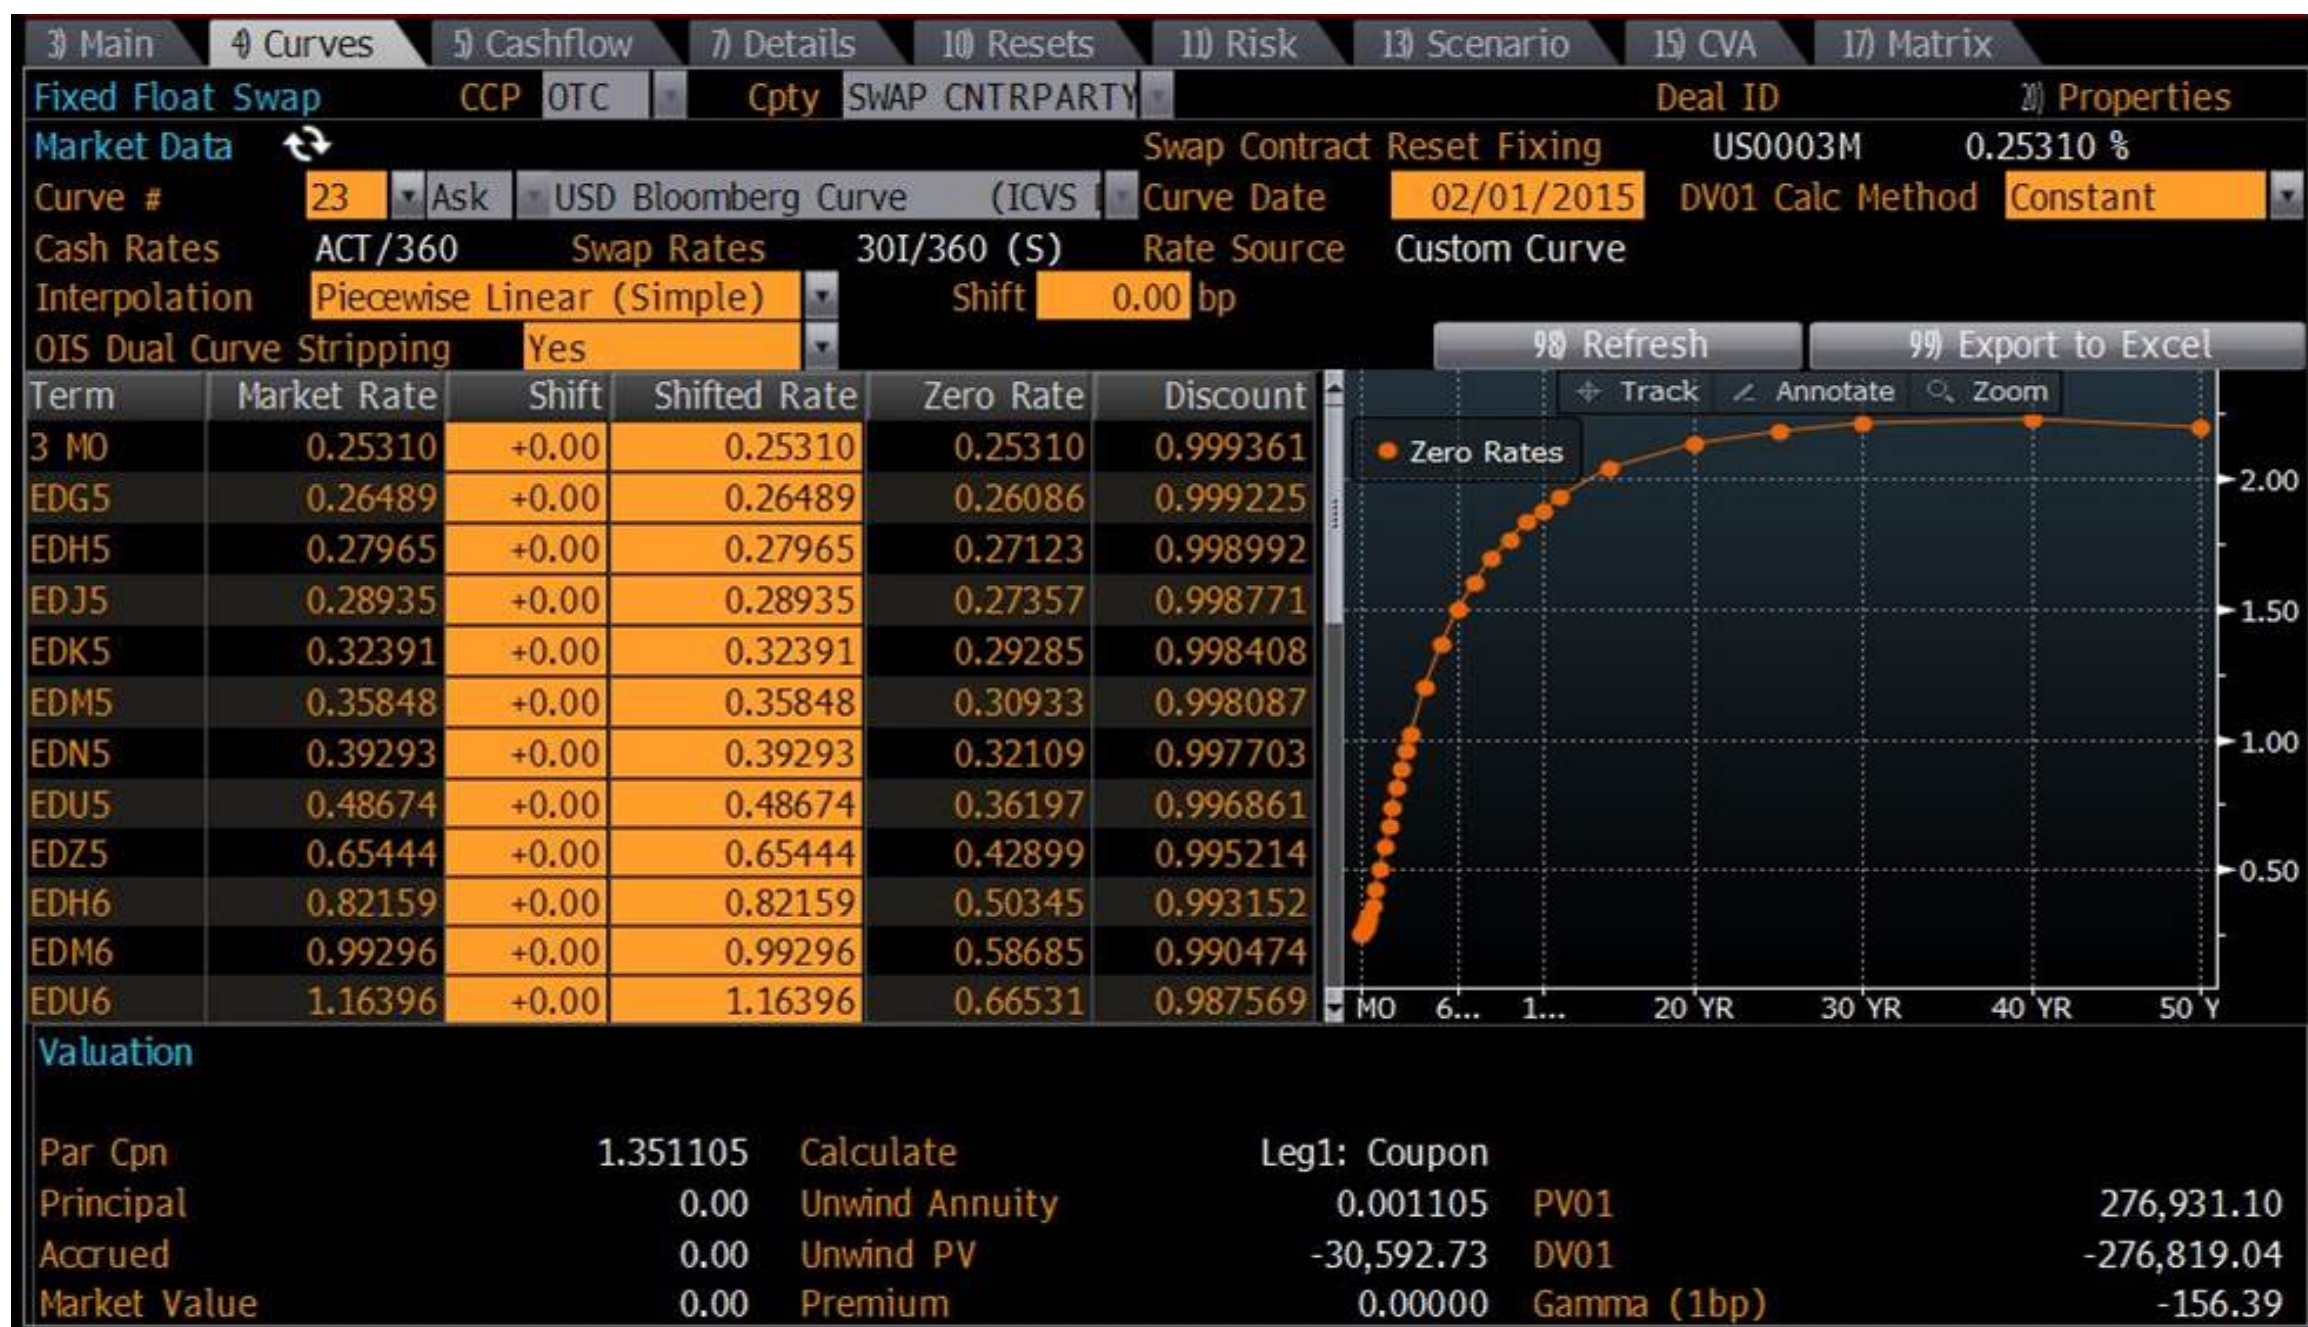 3) Main 4) Curves 5) Cashflow 7) Details 10) Resets 11) Risk 13) Scenario 15) CVA 17) Matrix
Fixed Float Swap CCP OTC Cpty SWAP CNTRPARTY Deal ID 20) Properties
Market Data Swap Contract Reset Fixing US0003M 0.25310 %
Curve # 23 Ask USD Bloomberg Curve (ICVS Curve Date 02/01/2015 DV01 Calc Method Constant
Cash Rates ACT/360 Swap Rates 30I/360 (S) Rate Source Custom Curve
Interpolation Piecewise Linear (Simple) Shift 0.00 bp
OIS Dual Curve Stripping Yes 98) Refresh 99) Export to Excel
Term Market Rate Shift Shifted Rate Zero Rate Discount
3 MO 0.25310 +0.00 0.25310 0.25310 0.999361
EDG5 0.26489 +0.00 0.26489 0.26086 0.999225
EDH5 0.27965 +0.00 0.27965 0.27123 0.998992
EDJ5 0.28935 +0.00 0.28935 0.27357 0.998771
EDK5 0.32391 +0.00 0.32391 0.29285 0.998408
EDM5 0.35848 +0.00 0.35848 0.30933 0.998087
EDN5 0.39293 +0.00 0.39293 0.32109 0.997703
EDU5 0.48674 +0.00 0.48674 0.36197 0.996861
EDZ5 0.65444 +0.00 0.65444 0.42899 0.995214
EDH6 0.82159 +0.00 0.82159 0.50345 0.993152
EDM6 0.99296 +0.00 0.99296 0.58685 0.990474
EDU6 1.16396 +0.00 1.16396 0.66531 0.987569
Track Annotate Zoom
Zero Rates
2.00
1.50
1.00
0.50
MO 6... 1... 20 YR 30 YR 40 YR 50 Y
Valuation
Par Cpn 1.351105 Calculate Leg1: Coupon
Principal 0.00 Unwind Annuity 0.001105 PV01 276,931.10
Accrued 0.00 Unwind PV -30,592.73 DV01 -276,819.04
Market Value 0.00 Premium 0.00000 Gamma (1bp) -156.39